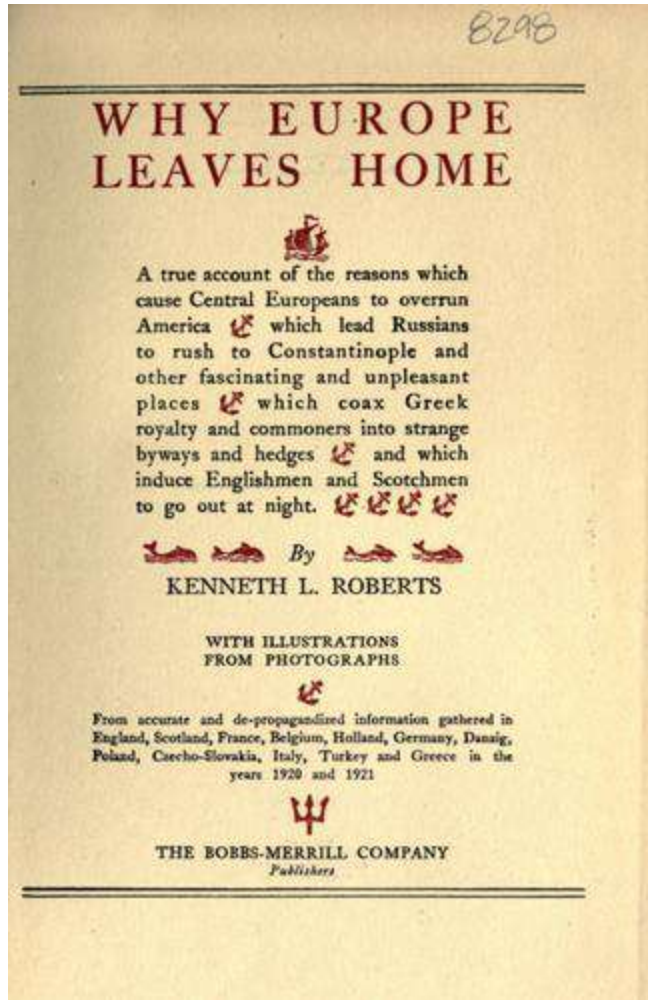 8298
WHY EUROPE
LEAVES HOME
A true account of the reasons which
cause Central Europeans to overrun
America which lead Russians
to rush to Constantinople and
other fascinating and unpleasant
places which coax Greek
royalty and commoners into strange
byways and hedges and which
induce Englishmen and Scotchmen
to go out at night.
By
KENNETH L. ROBERTS
WITH ILLUSTRATIONS
FROM PHOTOGRAPHS
From accurate and de-propagandized information gathered in
England, Scotland, France, Belgium, Holland, Germany, Danzig,
Poland, Czecho-Slovakia, Italy, Turkey and Greece in the
years 1920 and 1921
THE BOBBS-MERRILL COMPANY
Publishers